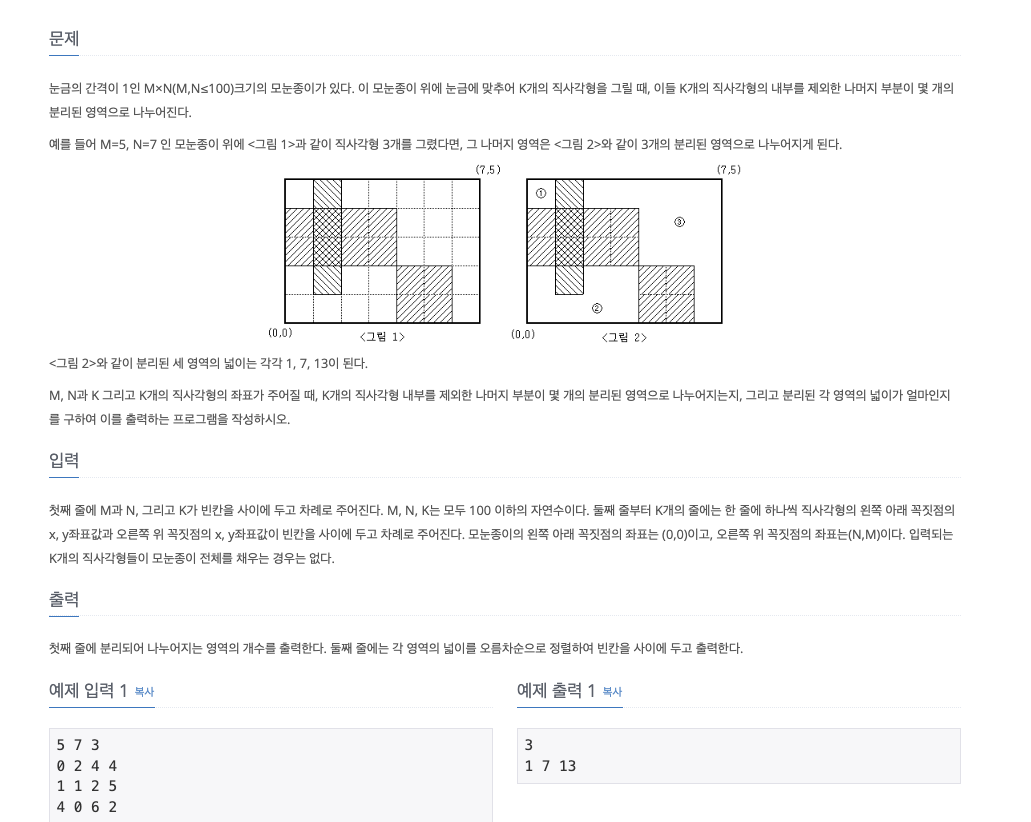 문제
눈금의 간격이 1인 M×N(M,N≤100)크기의 모눈종이가 있다. 이 모눈종이 위에 눈금에 맞추어 K개의 직사각형을 그릴 때, 이들 K개의 직사각형의 내부를 제외한 나머지 부분이 몇 개의
분리된 영역으로 나누어진다.
예를 들어 M=5, N=7 인 모눈종이 위에 <그림 1>과 같이 직사각형 3개를 그렸다면, 그 나머지 영역은 <그림 2>와 같이 3개의 분리된 영역으로 나누어지게 된다.
(7,5) (7,5)
①
③
②
(0,0) <그림 1> (0,0) <그림 2>
<그림 2>와 같이 분리된 세 영역의 넓이는 각각 1, 7, 13이 된다.
M, N과 K 그리고 K개의 직사각형의 좌표가 주어질 때, K개의 직사각형 내부를 제외한 나머지 부분이 몇 개의 분리된 영역으로 나누어지는지, 그리고 분리된 각 영역의 넓이가 얼마인지
를 구하여 이를 출력하는 프로그램을 작성하시오.
입력
첫째 줄에 M과 N, 그리고 K가 빈칸을 사이에 두고 차례로 주어진다. M, N, K는 모두 100 이하의 자연수이다. 둘째 줄부터 K개의 줄에는 한 줄에 하나씩 직사각형의 왼쪽 아래 꼭짓점의
x, y좌표값과 오른쪽 위 꼭짓점의 x, y좌표값이 빈칸을 사이에 두고 차례로 주어진다. 모눈종이의 왼쪽 아래 꼭짓점의 좌표는 (0,0)이고, 오른쪽 위 꼭짓점의 좌표는(N,M)이다. 입력되는
K개의 직사각형들이 모눈종이 전체를 채우는 경우는 없다.
출력
첫째 줄에 분리되어 나누어지는 영역의 개수를 출력한다. 둘째 줄에는 각 영역의 넓이를 오름차순으로 정렬하여 빈칸을 사이에 두고 출력한다.
예제 입력 1 복사
5 7 3
0 2 4 4
1 1 2 5
4 0 6 2
예제 출력 1 복사
3
1 7 13